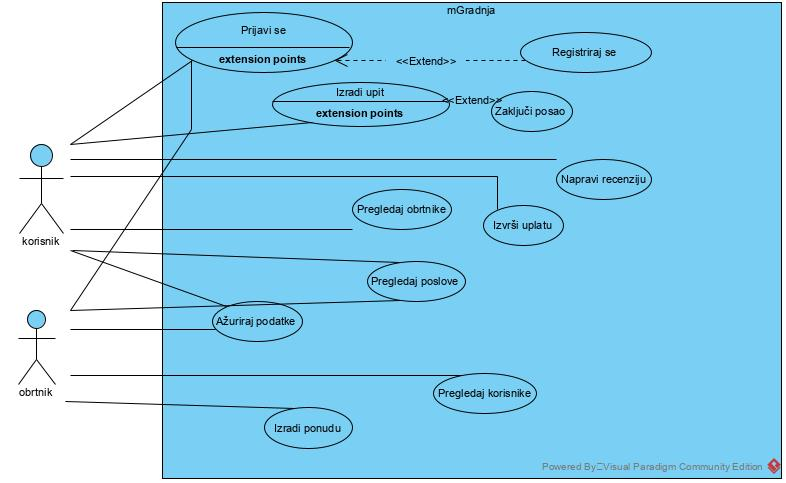 mGradnja
Prijavi se
extension points
<<Extend>>
Registriraj se
Izradi upit
extension points
<<Extend>>
Zaključi posao
Napravi recenziju
Pregledaj obrtnike
Izvrši uplatu
korisnik
Pregledaj poslove
Ažuriraj podatke
obrtnik
Pregledaj korisnike
Izradi ponudu
Powered By Visual Paradigm Community Edition